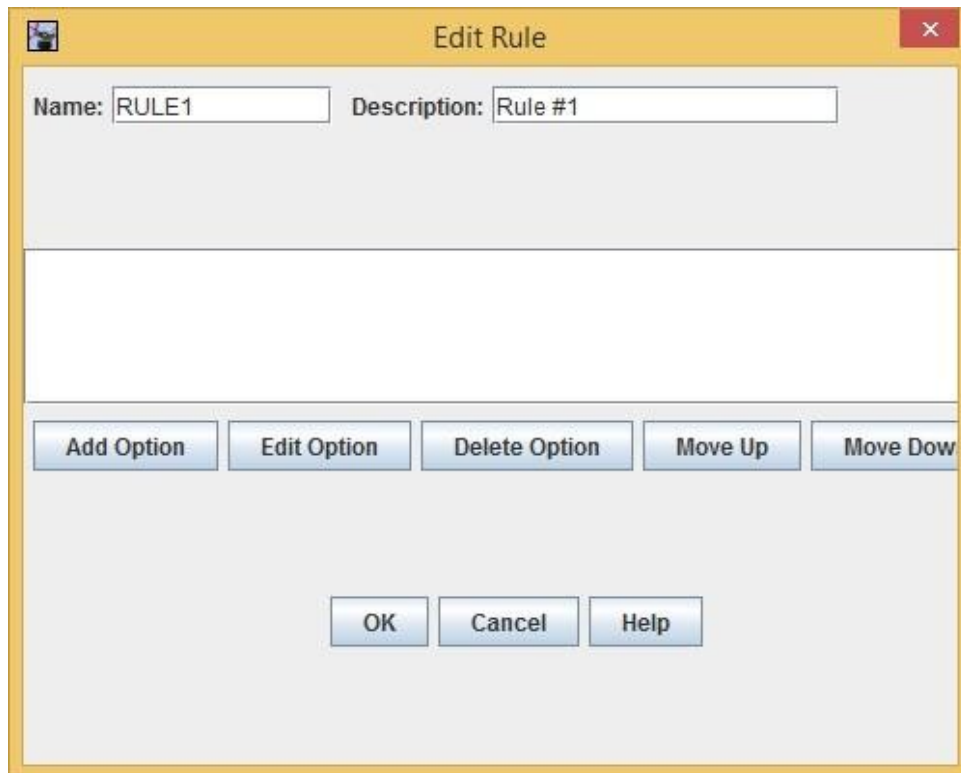 Edit Rule
Name: RULE1 Description: Rule #1
Add Option Edit Option Delete Option Move Up Move Dow
OK Cancel Help